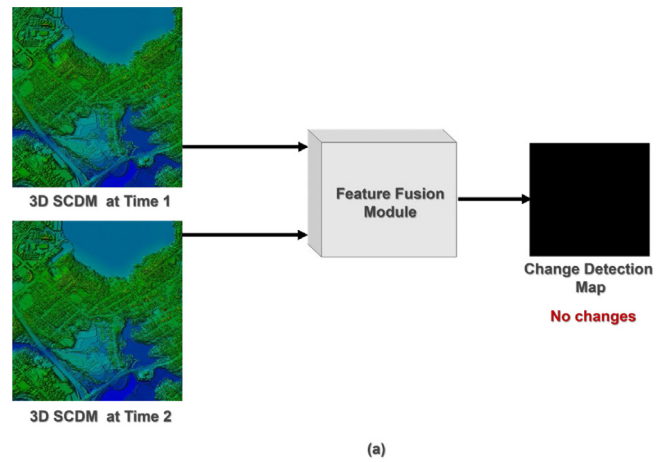 3D SCDM at Time 1
Feature Fusion
Module
Change Detection
Map
No changes
3D SCDM at Time 2
(a)